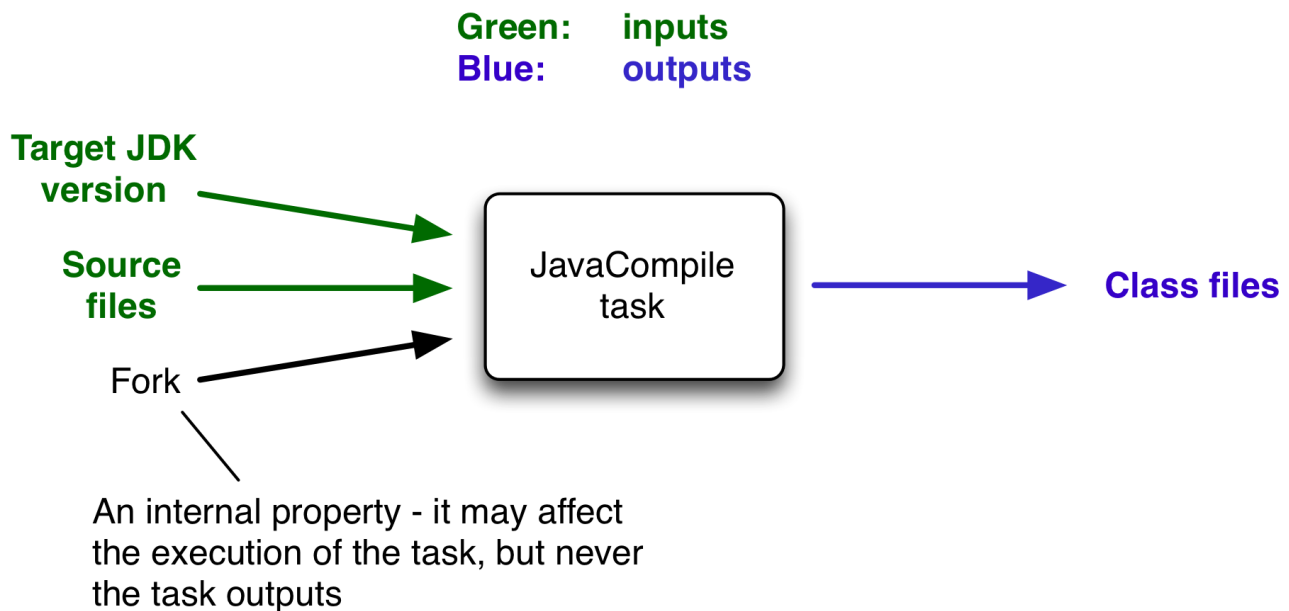 Green: inputs
Blue: outputs
Target JDK
version
Source
files
Fork
JavaCompile
task
Class files
An internal property - it may affect
the execution of the task, but never
the task outputs